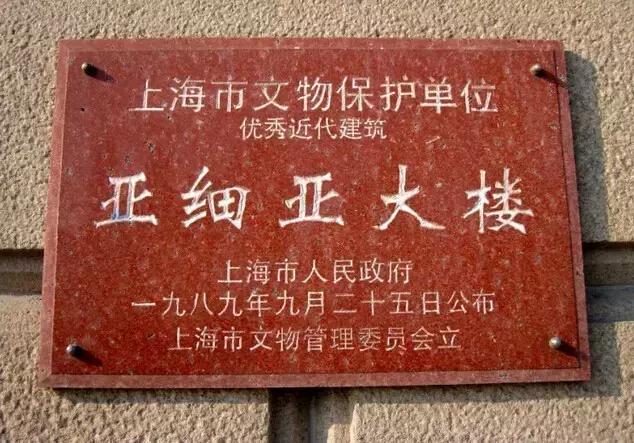 上海市文物保护单位
优秀近代建筑
亚细亚大楼
上海市人民政府
一九八九年九月二十五日公布
上海市文物管理委员会立